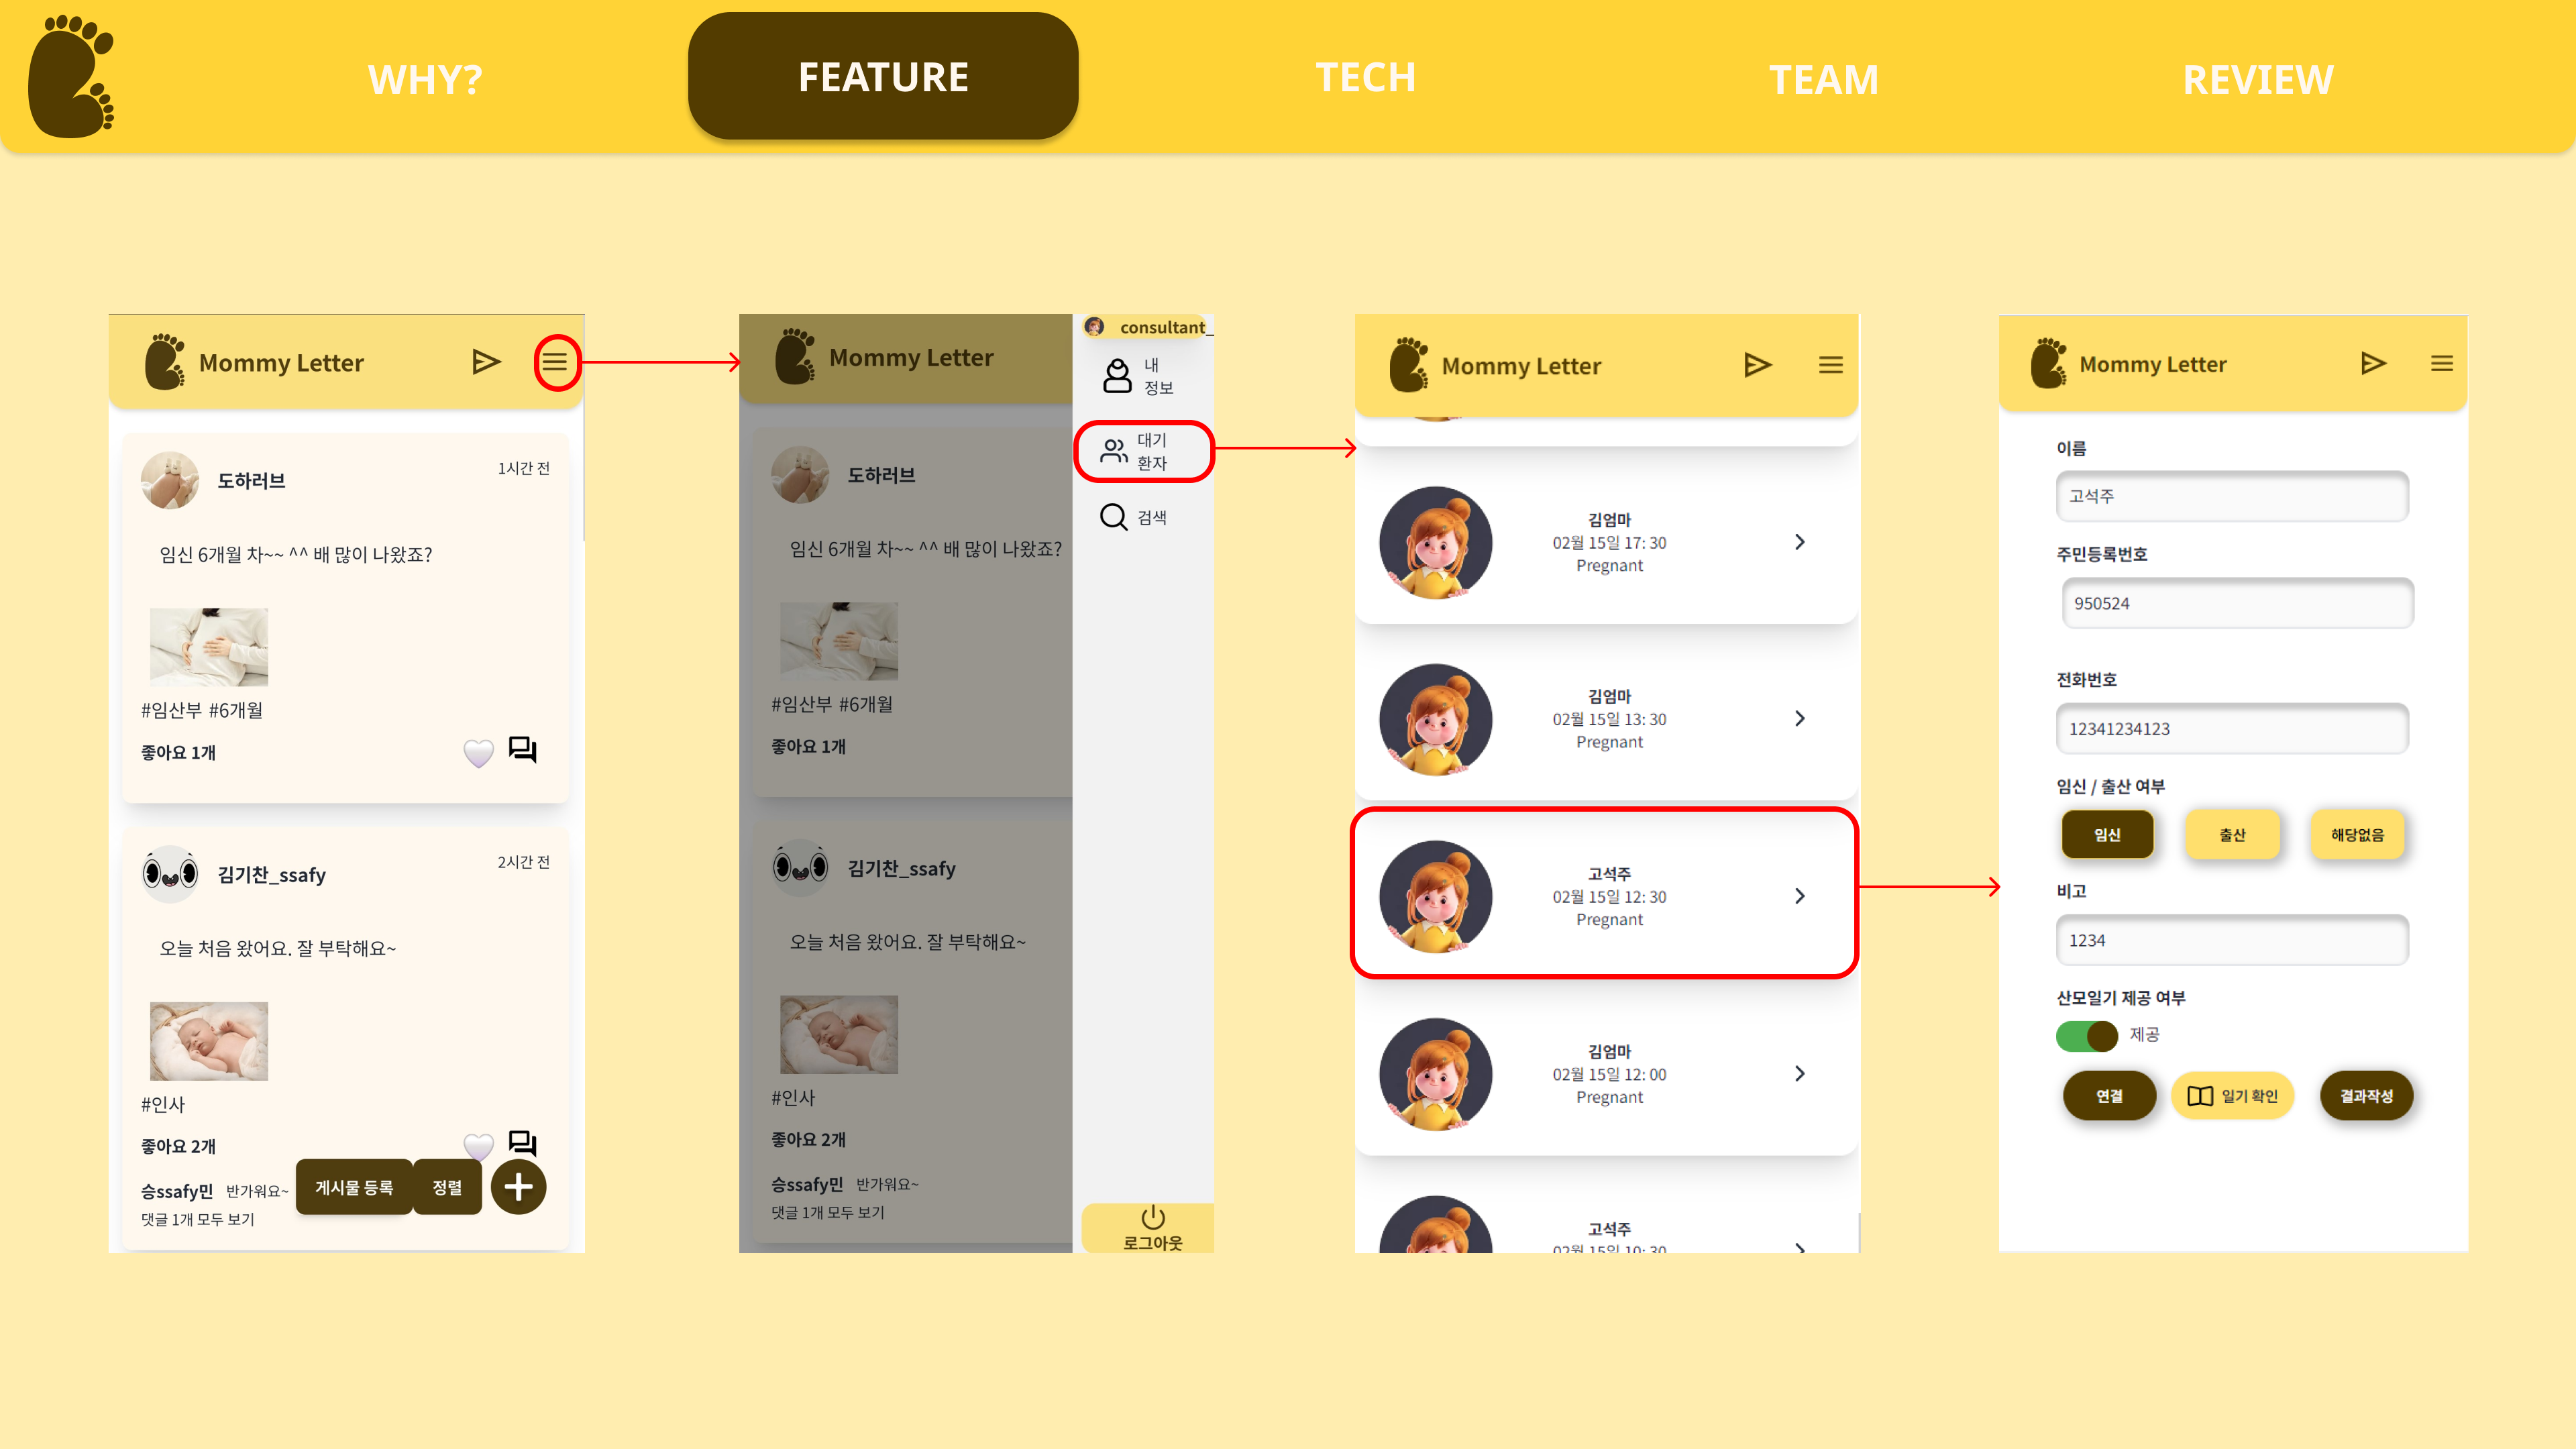 WHY?
FEATURE
TECH
TEAM
REVIEW
Mommy Letter
도하러브
1시간 전
임신 6개월 차~~ ^^ 배 많이 나왔죠?
#임산부 #6개월
좋아요 1개
김기찬_ssafy
2시간 전
오늘 처음 왔어요. 잘 부탁해요~
#인사
좋아요 2개
승ssafy민 반가워요~
댓글 1개 모두 보기
게시물 등록
정렬
Mommy Letter
도하러브
임신 6개월 차~~ ^^ 배 많이 나왔죠?
#임산부 #6개월
좋아요 1개
김기찬_ssafy
오늘 처음 왔어요. 잘 부탁해요~
#인사
좋아요 2개
승ssafy민 반가워요~
댓글 1개 모두 보기
consultant_
내
정보
대기
환자
검색
로그아웃
Mommy Letter
김엄마
02월 15일 17: 30
Pregnant
김엄마
02월 15일 13: 30
Pregnant
고석주
02월 15일 12: 30
Pregnant
김엄마
02월 15일 12: 00
Pregnant
고석주
02월 15일 10: 30
Mommy Letter
이름
고석주
주민등록번호
950524
전화번호
12341234123
임신 / 출산 여부
임신
출산
해당없음
비고
1234
산모일기 제공 여부
제공
연결
일기 확인
결과작성